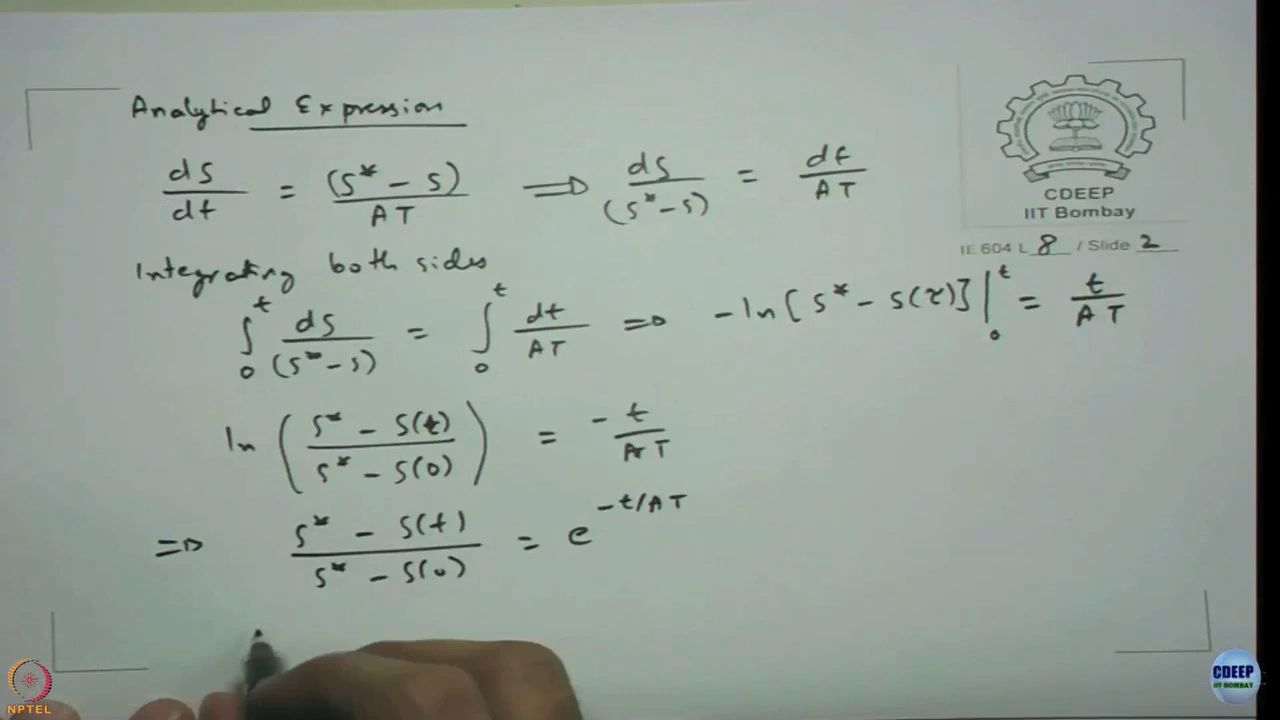 Analytical Expression
dS/dt = (S* - S)/AT ⟹ dS/(S* - S) = dt/AT
CDEEP
IIT Bombay
IE 604 L 8 / Slide 2
Integrating both sides
∫₀ᵗ dS/(S* - S) = ∫₀ᵗ dt/AT ⟹ -ln[S* - S(τ)]|₀ᵗ = t/AT
ln((S* - S(t))/(S* - S(0))) = -t/AT
⟹ (S* - S(t))/(S* - S(0)) = e^(-t/AT)
NPTEL
CDEEP
IIT BOMBAY